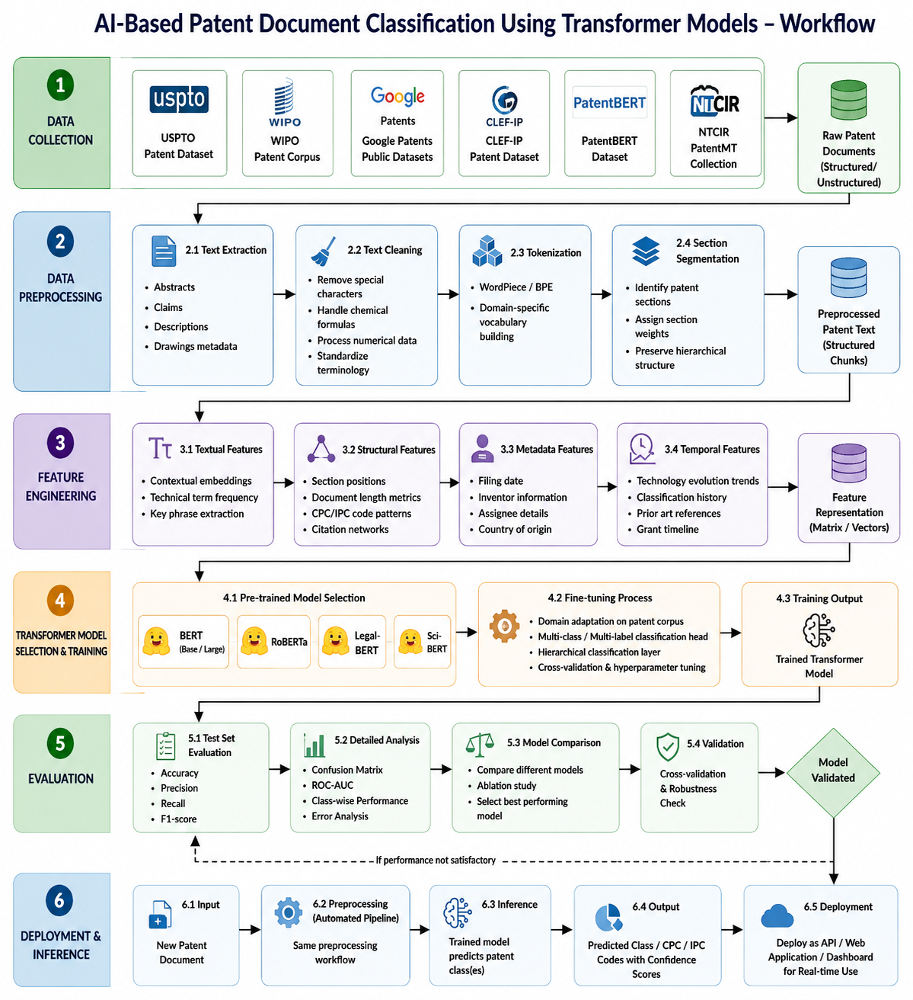 AI-Based Patent Document Classification Using Transformer Models – Workflow
1
DATA
COLLECTION
uspto
USPTO
Patent Dataset
WIPO
WIPO
Patent Corpus
Google
Patents
Google Patents
Public Datasets
CLEF-IP
CLEF-IP
Patent Dataset
PatentBERT
PatentBERT
Dataset
NTCIR
NTCIR
PatentMT
Collection
Raw Patent
Documents
(Structured/
Unstructured)
2
DATA
PREPROCESSING
2.1 Text Extraction
• Abstracts
• Claims
• Descriptions
• Drawings metadata
2.2 Text Cleaning
• Remove special
characters
• Handle chemical
formulas
• Process numerical data
• Standardize
terminology
2.3 Tokenization
• WordPiece / BPE
• Domain-specific
vocabulary
building
2.4 Section
Segmentation
• Identify patent
sections
• Assign section
weights
• Preserve hierarchical
structure
Preprocessed
Patent Text
(Structured
Chunks)
3
FEATURE
ENGINEERING
Tτ
3.1 Textual Features
• Contextual embeddings
• Technical term frequency
• Key phrase extraction
3.2 Structural Features
• Section positions
• Document length metrics
• CPC/IPC code patterns
• Citation networks
3.3 Metadata Features
• Filing date
• Inventor information
• Assignee details
• Country of origin
3.4 Temporal Features
• Technology evolution trends
• Classification history
• Prior art references
• Grant timeline
Feature
Representation
(Matrix / Vectors)
4
TRANSFORMER MODEL
SELECTION & TRAINING
4.1 Pre-trained Model Selection
BERT
(Base / Large)
RoBERTa
Legal-
BERT
Sci-
BERT
4.2 Fine-tuning Process
• Domain adaptation on patent corpus
• Multi-class / Multi-label classification head
• Hierarchical classification layer
• Cross-validation & hyperparameter tuning
4.3 Training Output
Trained Transformer
Model
5
EVALUATION
5.1 Test Set
Evaluation
• Accuracy
• Precision
• Recall
• F1-score
5.2 Detailed Analysis
• Confusion Matrix
• ROC-AUC
• Class-wise Performance
• Error Analysis
5.3 Model Comparison
• Compare different models
• Ablation study
• Select best performing
model
5.4 Validation
Cross-validation
& Robustness
Check
Model
Validated
If performance not satisfactory
6
DEPLOYMENT &
INFERENCE
6.1 Input
New Patent
Document
6.2 Preprocessing
(Automated Pipeline)
Same preprocessing
workflow
6.3 Inference
Trained model
predicts patent
class(es)
6.4 Output
Predicted Class / CPC / IPC
Codes with Confidence
Scores
6.5 Deployment
Deploy as API / Web
Application / Dashboard
for Real-time Use